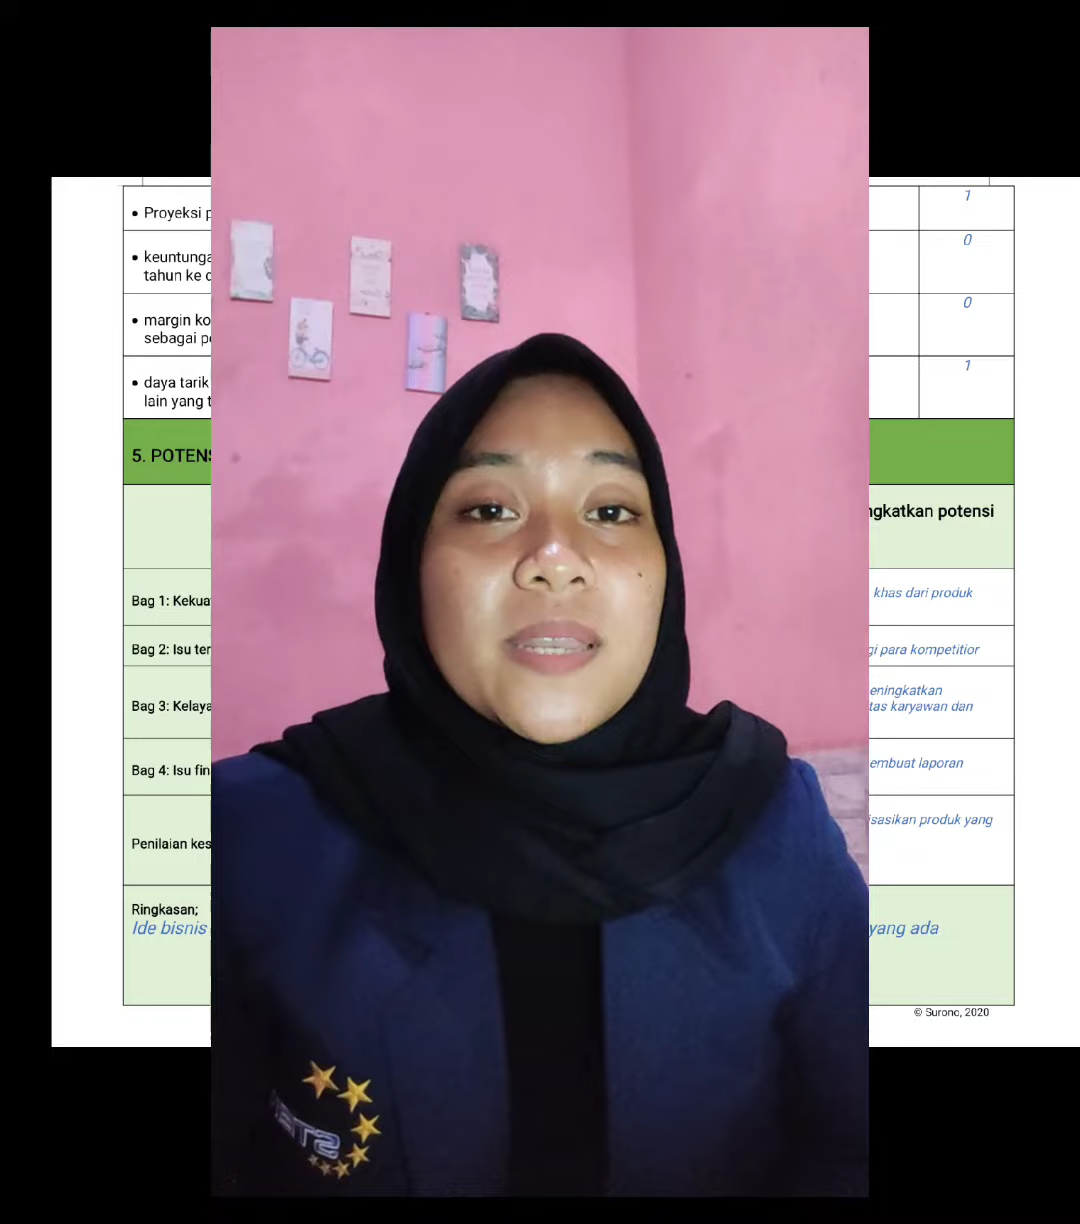 1
• Proyeksi p
0
• keuntunga
tahun ke d
0
• margin ko
sebagai pe
1
• daya tarik
lain yang t
5. POTENS
ngkatkan potensi
Bag 1: Kekua
khas dari produk
Bag 2: Isu ter
gi para kompetitior
Bag 3: Kelaya
eningkatkan
tas karyawan dan
Bag 4: Isu fin
embuat laporan
Penilaian kes
isasikan produk yang
Ringkasan;
Ide bisnis
yang ada
© Surono, 2020